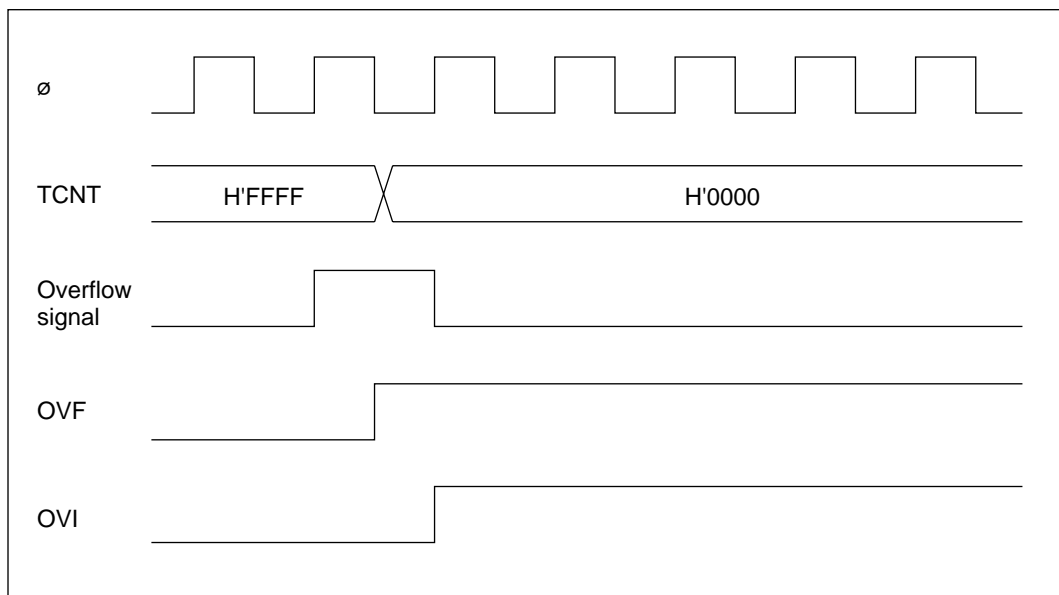 ø
TCNT
H'FFFF
H'0000
Overflow
signal
OVF
OVI